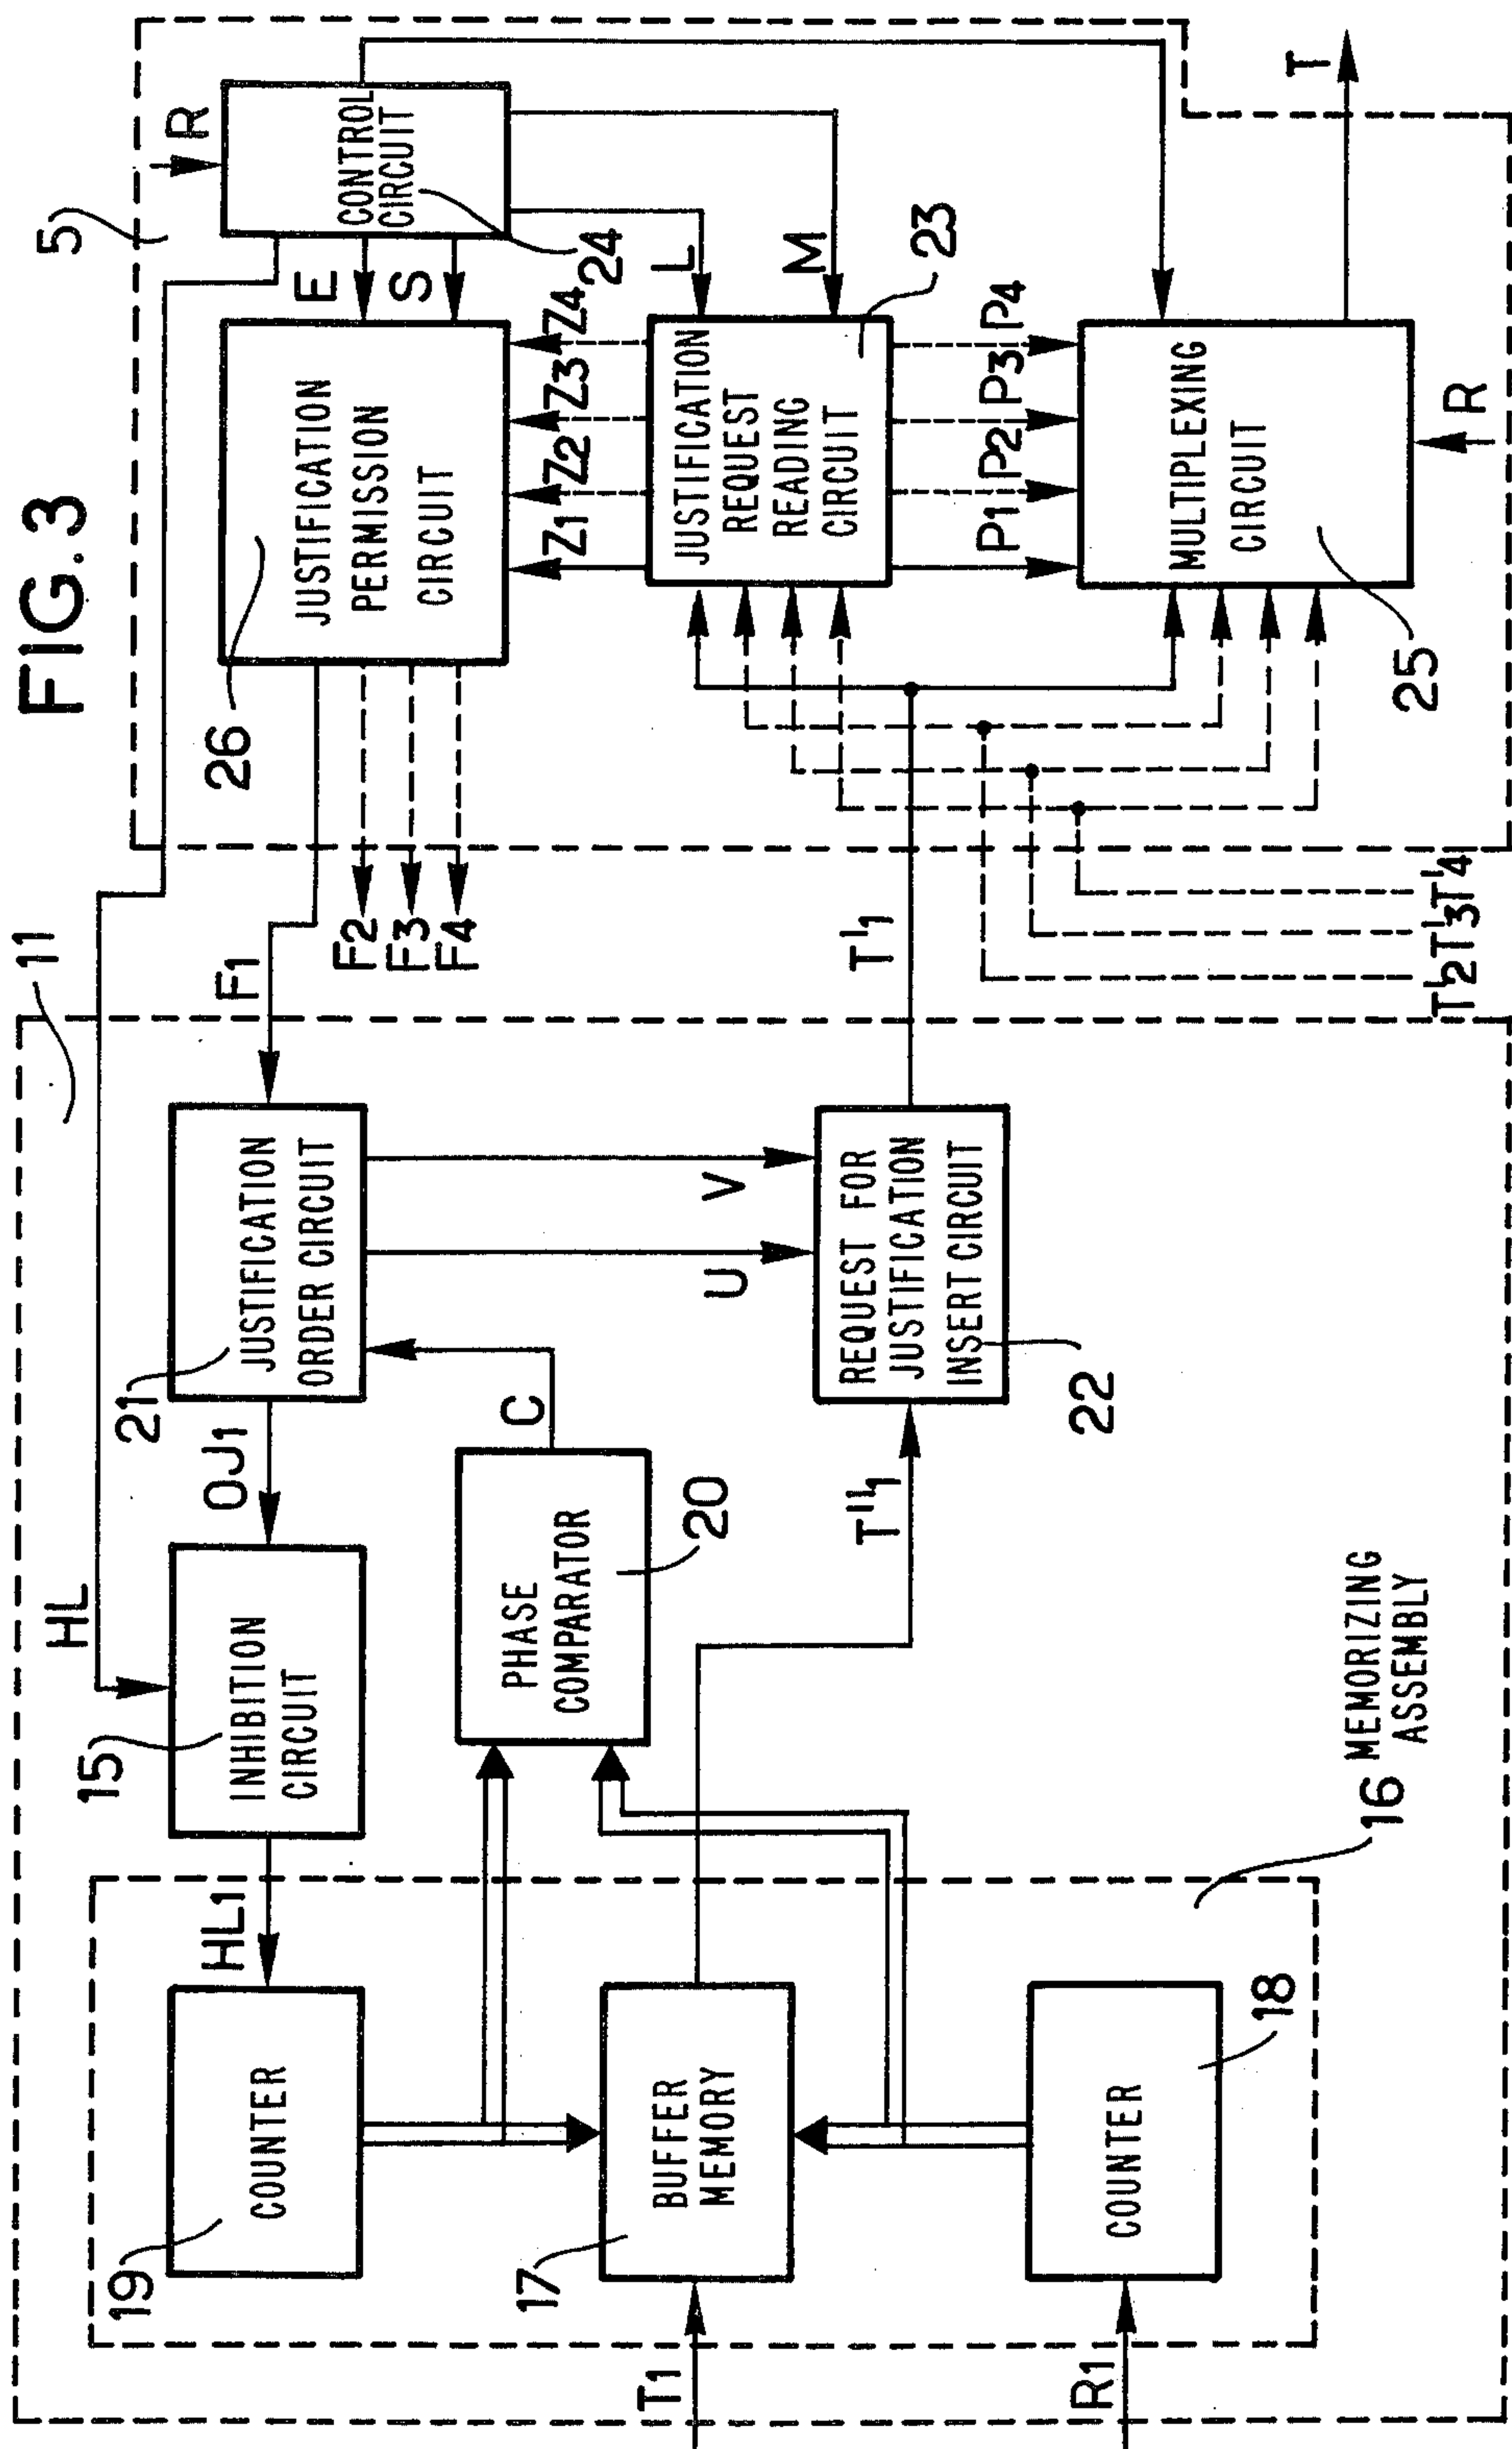 FIG. 3
11
5
HL
R
19
COUNTER
HL1
15
INHIBITION
CIRCUIT
OJ1
21
JUSTIFICATION
ORDER CIRCUIT
F1
F2
F3
F4
26
JUSTIFICATION
PERMISSION
CIRCUIT
E
S
CONTROL
CIRCUIT
24
PHASE
COMPARATOR
20
C
U
V
Z1
Z2
Z3
Z4
L
M
T1
17
BUFFER
MEMORY
T"1
REQUEST FOR
JUSTIFICATION
INSERT CIRCUIT
22
T'1
JUSTIFICATION
REQUEST
READING
CIRCUIT
23
P1
P2
P3
P4
R1
COUNTER
18
16
MEMORIZING
ASSEMBLY
T'2
T'3
T'4
MULTIPLEXING
CIRCUIT
25
R
T